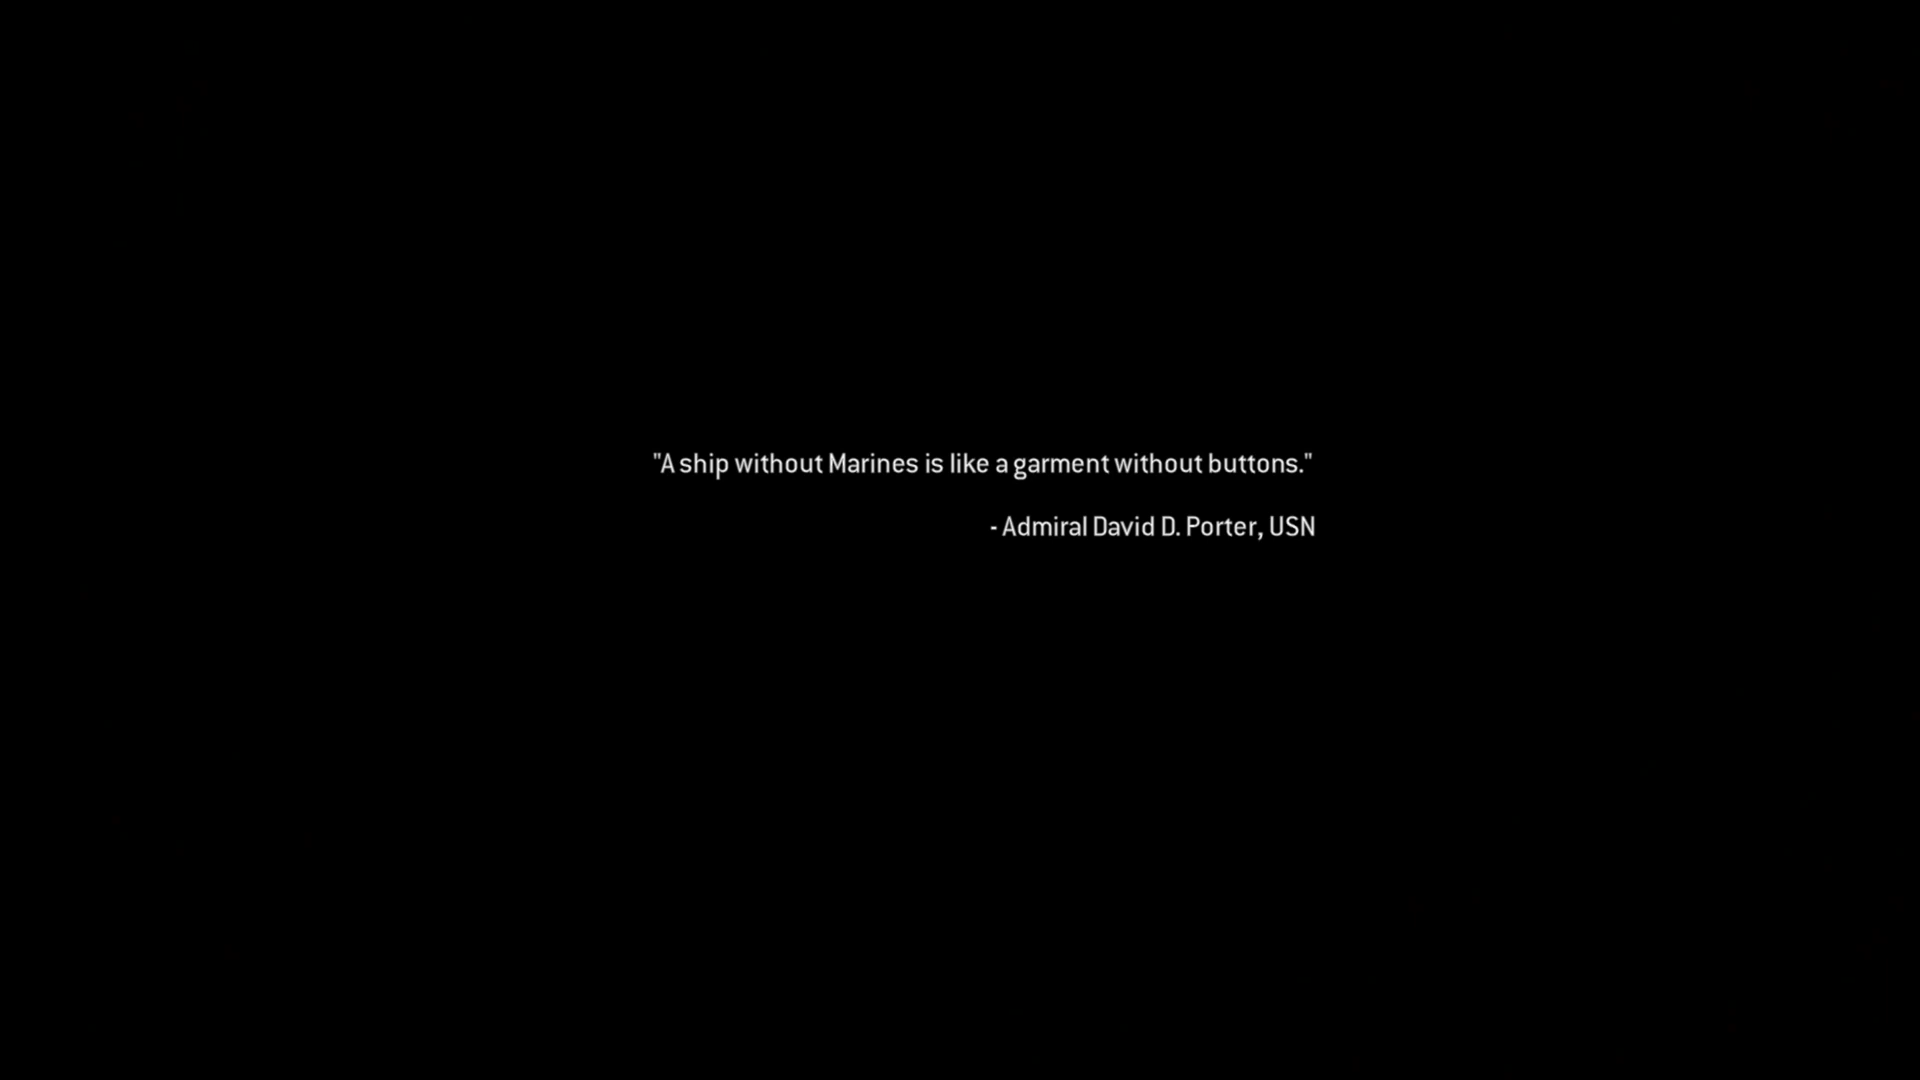 "A ship without Marines is like a garment without buttons."
- Admiral David D. Porter, USN